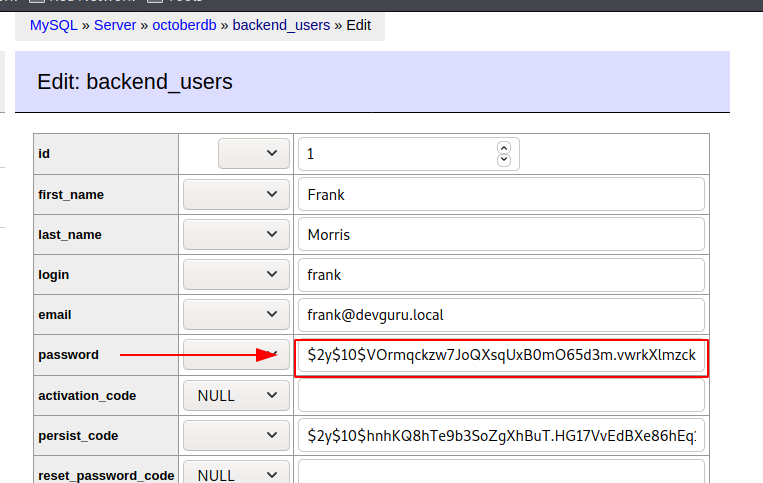 MySQL » Server » octoberdb » backend_users » Edit
Edit: backend_users
id 1
first_name Frank
last_name Morris
login frank
email frank@devguru.local
password $2y$10$VOrmqckzw7JoQXsqUxB0mO65d3m.vwrkXlmzck
activation_code NULL
persist_code $2y$10$hnhKQ8hTe9b3SoZgXhBuT.HG17VvEdBXe86hEq
reset_password_code NULL